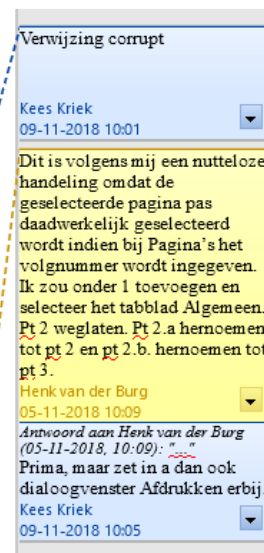 Verwijzing corrupt
Kees Kriek
09-11-2018 10:01
Dit is volgens mij een nutteloze
handeling omdat de
geselecteerde pagina pas
daadwerkelijk geselecteerd
wordt indien bij Pagina's het
volgnummer wordt ingegeven.
Ik zou onder 1 toevoegen en
selecteer het tabblad Algemeen.
Pt 2 weglaten. Pt 2.a hernoemen
tot pt 2 en pt 2.b. hernoemen tot
pt 3.
Henk van der Burg
05-11-2018 10:09
Antwoord aan Henk van der Burg
(05-11-2018, 10:09): "..."
Prima, maar zet in a dan ook
dialoogvenster Afdrukken erbij.
Kees Kriek
09-11-2018 10:05